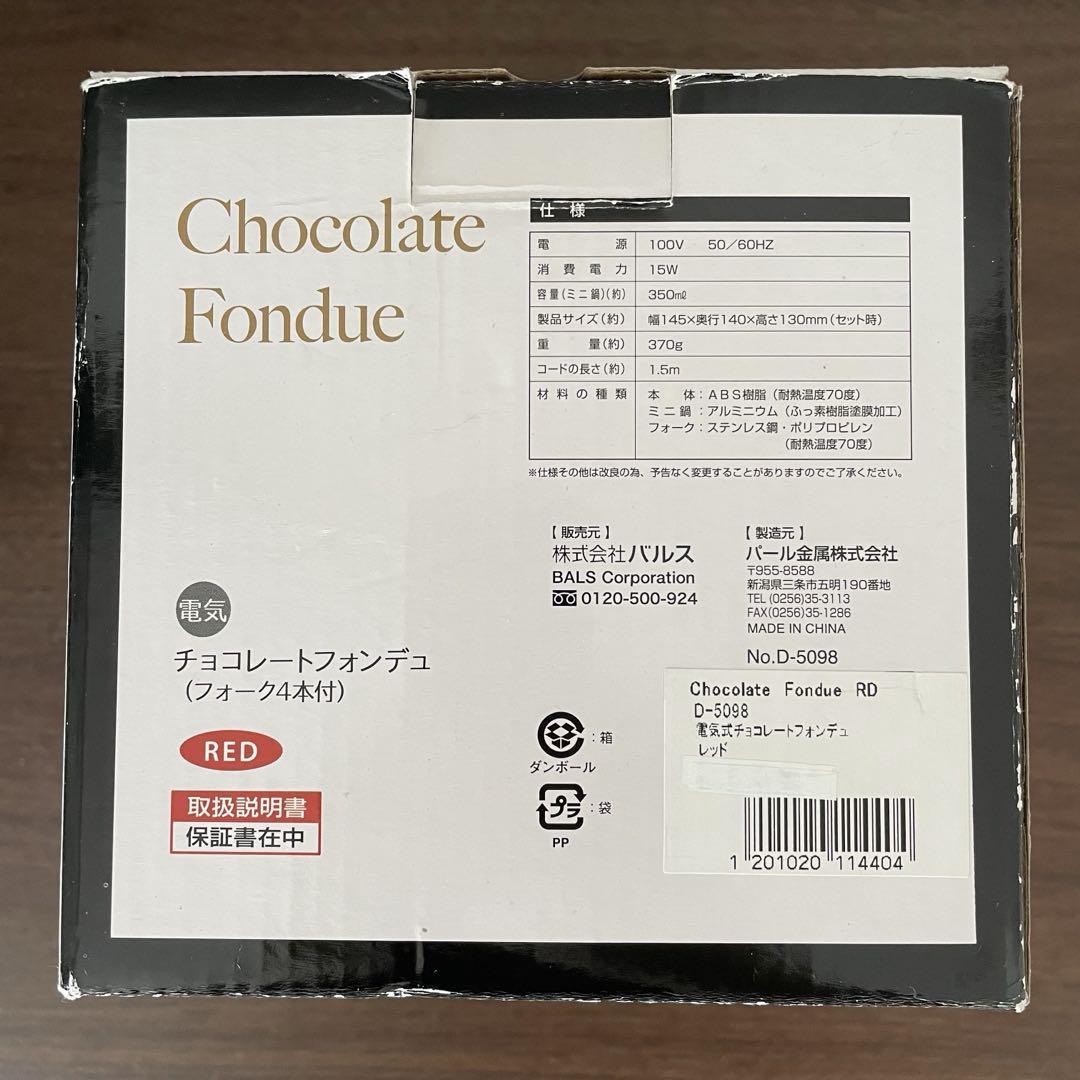 Chocolate
Fondue
仕 様
電 源 100V 50／60HZ
消費電力 15W
容量(ミニ鍋)(約) 350㎖
製品サイズ(約) 幅145×奥行140×高さ130mm(セット時)
重 量(約) 370g
コードの長さ(約) 1.5m
材料の種類 本 体：ABS樹脂(耐熱温度70度)
ミニ鍋：アルミニウム(ふっ素樹脂塗膜加工)
フォーク：ステンレス鋼・ポリプロピレン
(耐熱温度70度)
※仕様その他は改良の為、予告なく変更することがありますのでご了承ください。
【販売元】
株式会社バルス
BALS Corporation
0120-500-924
【製造元】
パール金属株式会社
〒955-8588
新潟県三条市五明190番地
TEL(0256)35-3113
FAX(0256)35-1286
MADE IN CHINA
No.D-5098
電気
チョコレートフォンデュ
(フォーク4本付)
RED
取扱説明書
保証書在中
：箱
ダンボール
プラ：袋
PP
Chocolate Fondue RD
D-5098
電気式チョコレートフォンデュ
レッド
1 201020 114404